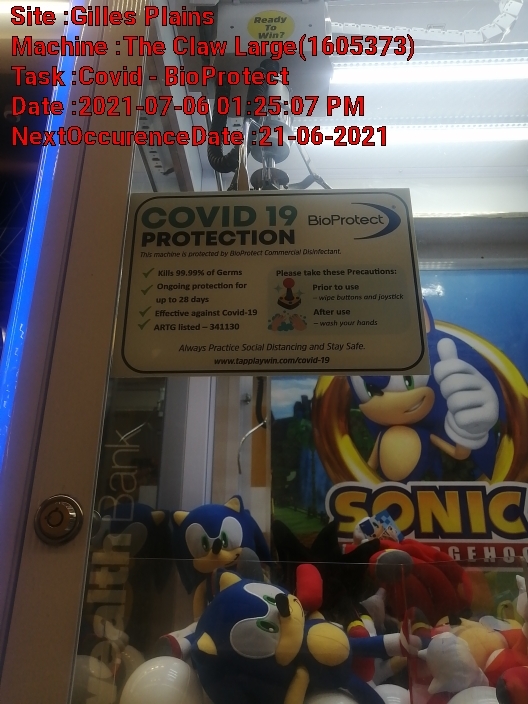 Site :Gilles Plains
Machine :The Claw Large(1605373)
Task :Covid - BioProtect
Date :2021-07-06 01:25:07 PM
NextOccurenceDate :21-06-2021
Ready
To
Win?
COVID 19
PROTECTION
BioProtect
This machine is protected by BioProtect Commercial Disinfectant.
Kills 99.99% of Germs
Ongoing protection for
up to 28 days
Effective against Covid-19
ARTG listed – 341130
Please take these Precautions:
Prior to use
– wipe buttons and joystick
After use
– wash your hands
Always Practice Social Distancing and Stay Safe.
www.tapplaywin.com/covid-19
Bank
SONIC